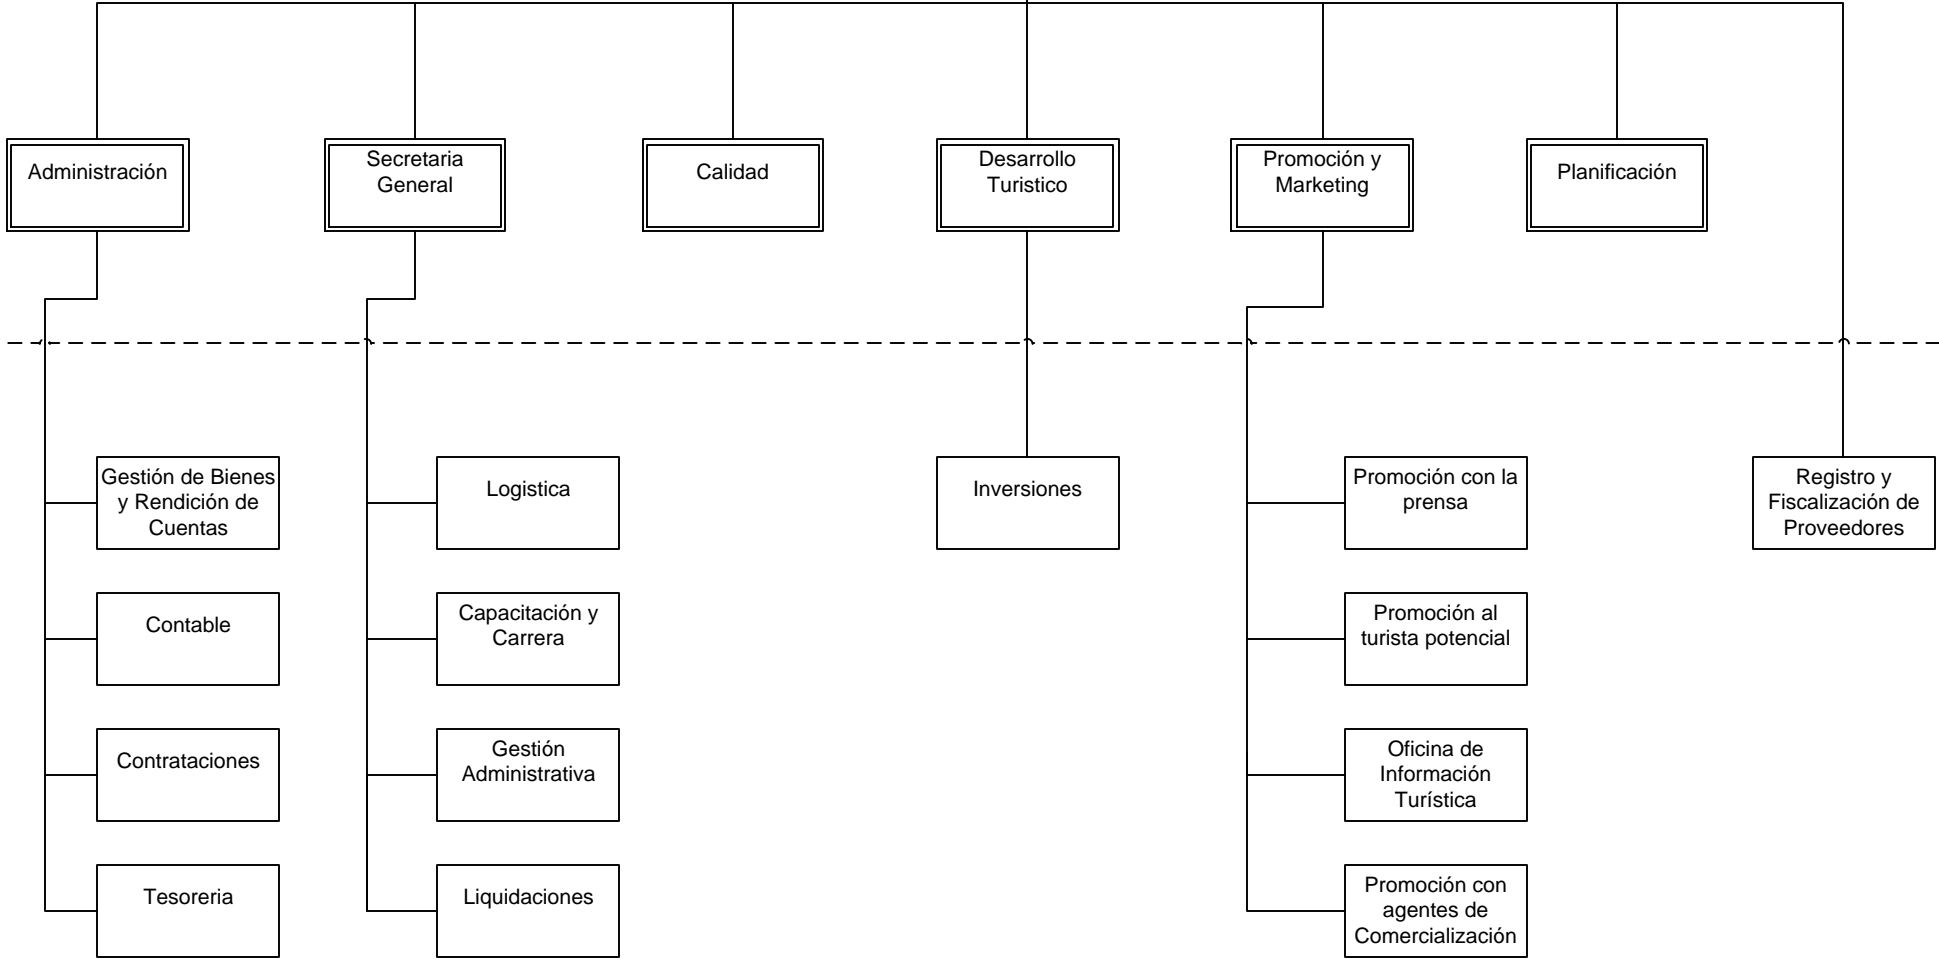 Administración
Secretaria
General
Calidad
Desarrollo
Turistico
Promoción y
Marketing
Planificación
Gestión de Bienes
y Rendición de
Cuentas
Logistica
Inversiones
Promoción con la
prensa
Registro y
Fiscalización de
Proveedores
Contable
Capacitación y
Carrera
Promoción al
turista potencial
Contrataciones
Gestión
Administrativa
Oficina de
Información
Turística
Tesoreria
Liquidaciones
Promoción con
agentes de
Comercialización